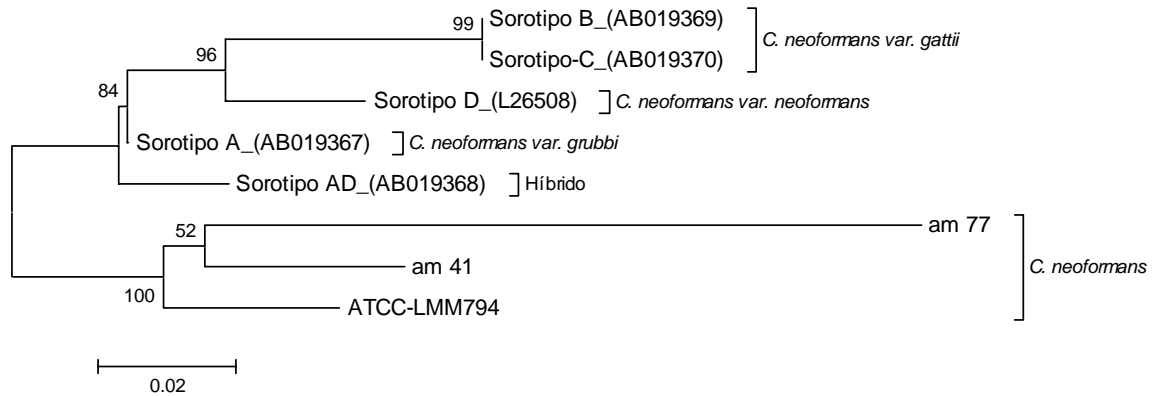 99
Sorotipo B_(AB019369)
Sorotipo-C_(AB019370)
C. neoformans var. gattii
96
Sorotipo D_(L26508)
C. neoformans var. neoformans
84
Sorotipo A_(AB019367)
C. neoformans var. grubbi
Sorotipo AD_(AB019368)
Híbrido
am 77
52
am 41
C. neoformans
100
ATCC-LMM794
0.02